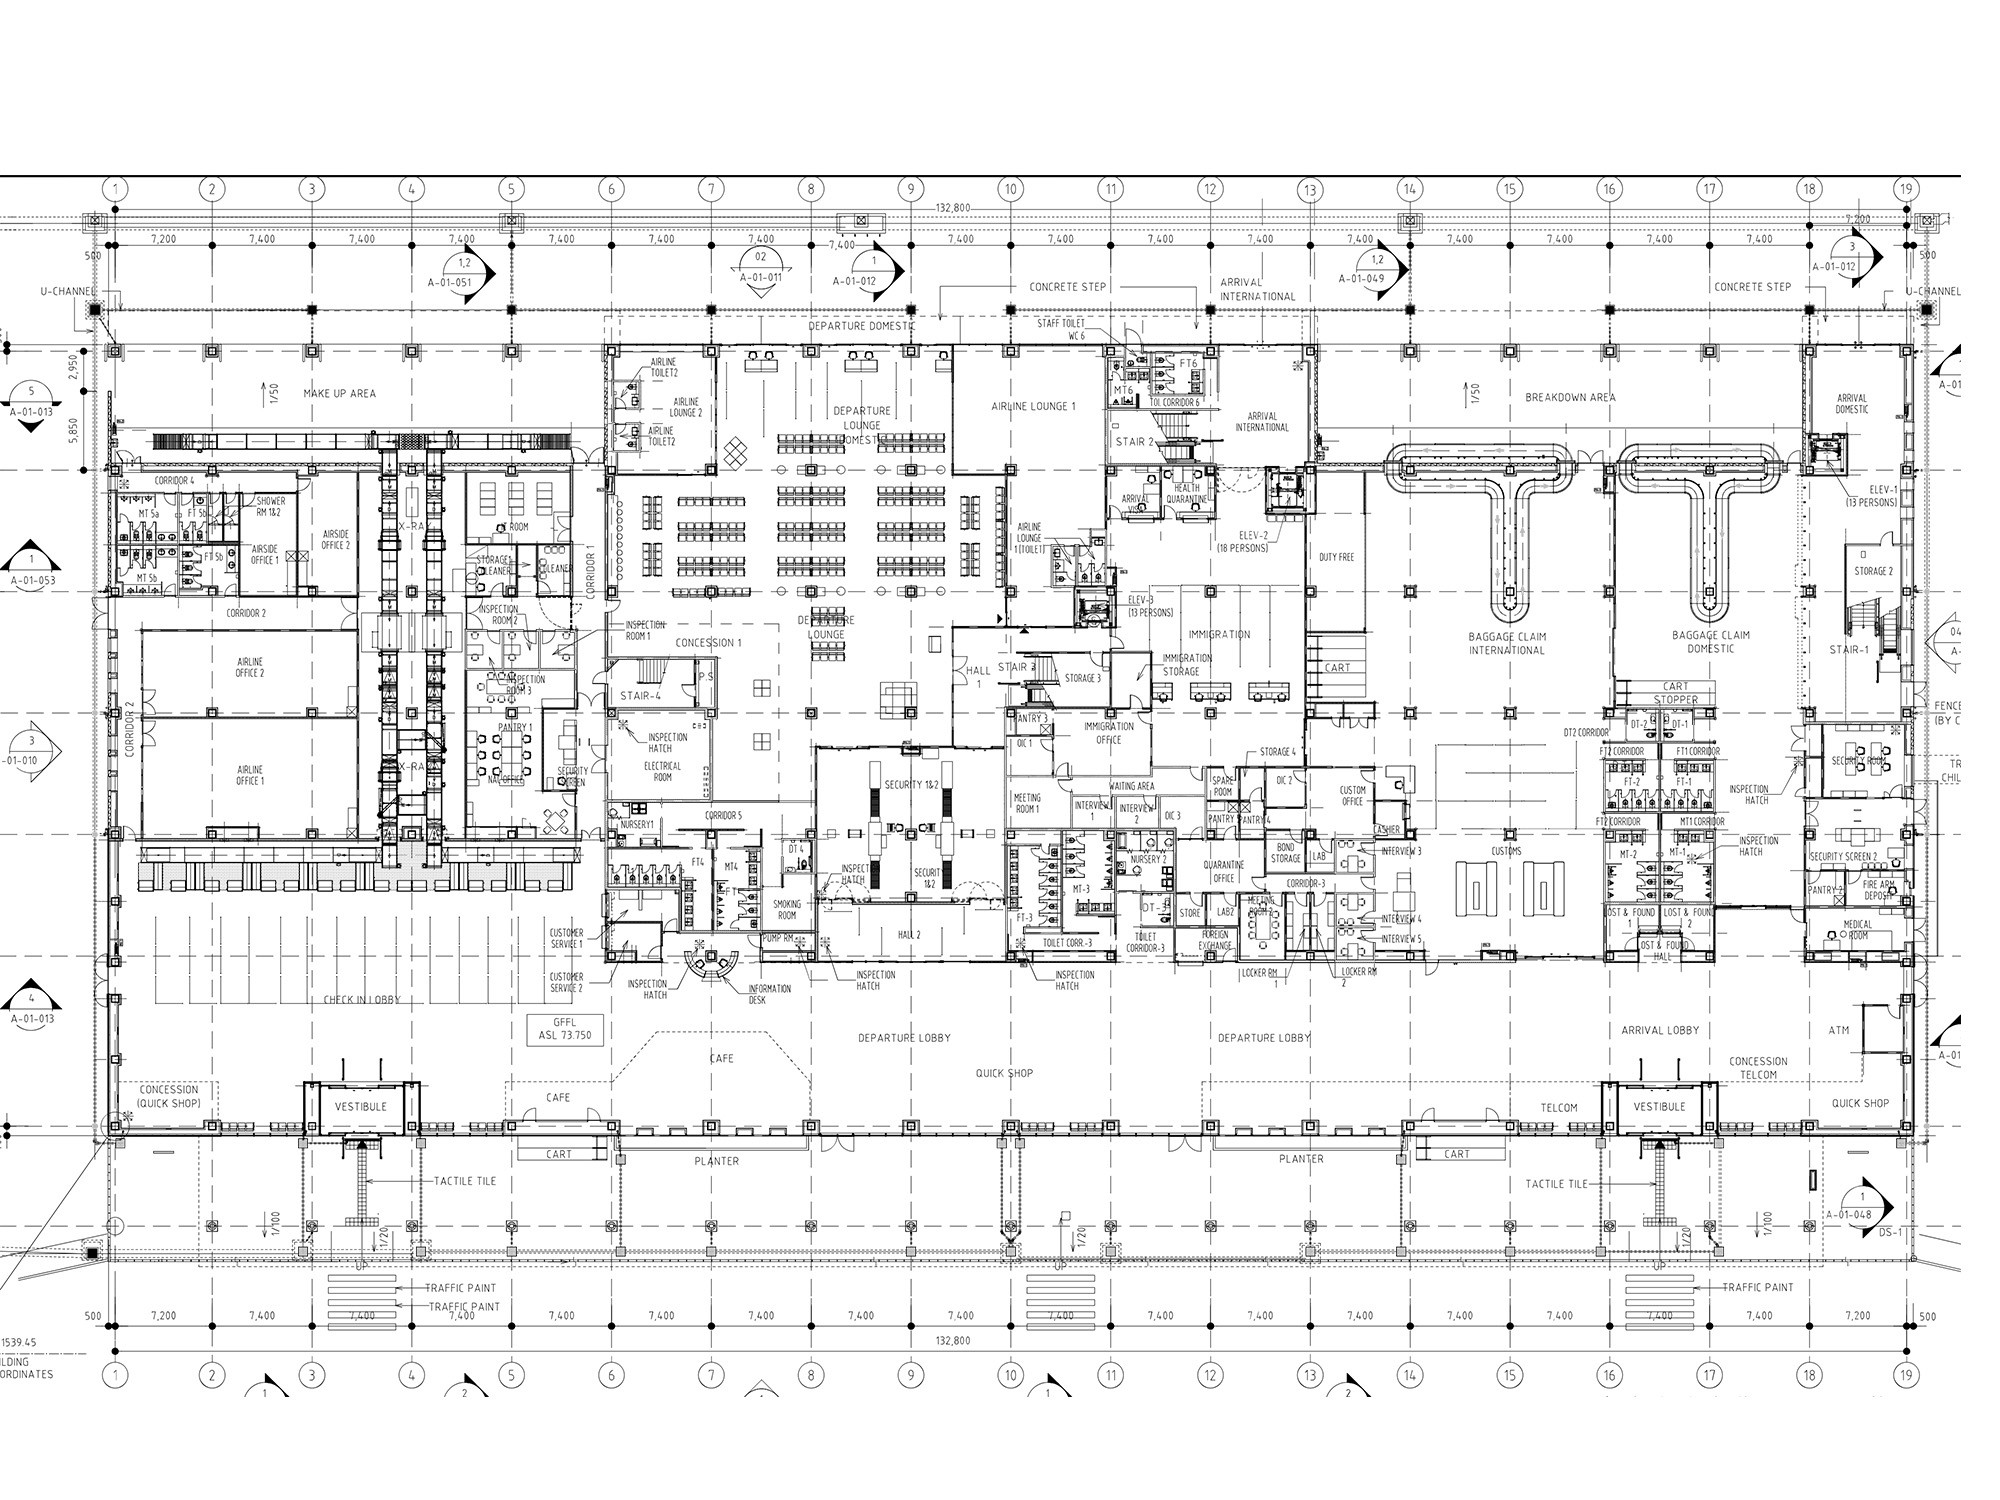 1 2 3 4 5 6 7 8 9 10 11 12 13 14 15 16 17 18 19
132,800
7,200
7,200 7,400 7,400 7,400 7,400 7,400 7,400 7,400 7,400 7,400 7,400 7,400 7,400 7,400 7,400 7,400 7,400
500
500
1,2
A-01-051
02
A-01-011
1
A-01-012
1,2
A-01-049
3
A-01-012
U-CHANNEL
CONCRETE STEP
ARRIVAL
INTERNATIONAL
CONCRETE STEP
U-CHANNEL
DEPARTURE DOMESTIC
STAFF TOILET
WC 6
2,950
5,850
5
A-01-013
1/50
MAKE UP AREA
AIRLINE
TOILET2
AIRLINE
LOUNGE 2
AIRLINE
TOILET2
DEPARTURE
LOUNGE
DOMESTIC
AIRLINE LOUNGE 1
MT6
FT6
TOI. CORRIDOR 6
STAIR 2
ARRIVAL
INTERNATIONAL
1/50
BREAKDOWN AREA
ARRIVAL
DOMESTIC
CORRIDOR 4
MT 5a
FT 5b
SHOWER
RM 1&2
FT 5b
MT 5b
AIRSIDE
OFFICE 1
AIRSIDE
OFFICE 2
X-RAY
STORAGE
CLEANER
CORRIDOR 1
INSPECTION
ROOM 2
INSPECTION
ROOM 1
INSPECTION
ROOM 3
AIRLINE
LOUNGE
1(TOILET)
ARRIVAL
VISA
HEALTH
QUARANTINE
ELEV-2
(18 PERSONS)
ELEV-3
(13 PERSONS)
ELEV-1
(13 PERSONS)
DUTY FREE
STORAGE 2
1
A-01-053
CORRIDOR 2
CORRIDOR 2
AIRLINE
OFFICE 2
CONCESSION 1
DEPARTURE
LOUNGE
IMMIGRATION
IMMIGRATION
STORAGE
BAGGAGE CLAIM
INTERNATIONAL
BAGGAGE CLAIM
DOMESTIC
STAIR-1
04
HALL
1
STAIR 3
STORAGE 3
CART
CART
STOPPER
STAIR-4
P.S
PANTRY 1
3
-01-010
AIRLINE
OFFICE 1
X-RAY
SECURITY
SCREEN
INSPECTION
HATCH
ELECTRICAL
ROOM
PANTRY 3
OIC 1
IMMIGRATION
OFFICE
DT2 CORRIDOR
DT-2
DT-1
FENCE
(BY C
FT2 CORRIDOR
FT1 CORRIDOR
FT-2
FT-1
SECURITY ROOM
INSPECTION
HATCH
STORAGE 4
OIC 2
SPARE
ROOM
WAITING AREA
SECURITY 1&2
MEETING
ROOM 1
INTERVIEW
1
INTERVIEW
2
OIC 3
PANTRY
PANTRY 4
CUSTOM
OFFICE
CASHIER
NURSERY1
CORRIDOR 5
FT4
MT4
DT 4
SMOKING
ROOM
PUMP RM
INSPECTION
HATCH
SECURITY
1&2
HALL 2
NURSERY 2
MT-3
FT-3
DT-3
TOILET CORR.-3
TOILET
CORRIDOR-3
QUARANTINE
OFFICE
BOND
STORAGE
LAB
INTERVIEW 3
CORRIDOR-3
STORE
LAB2
MEETING
ROOM 2
FOREIGN
EXCHANGE
INTERVIEW 4
INTERVIEW 5
LOCKER RM
1
LOCKER RM
2
CUSTOMS
FT2 CORRIDOR
MT1 CORRIDOR
MT-2
MT-1
INSPECTION
HATCH
SECURITY SCREEN 2
PANTRY 2
FIRE ARM
DEPOSIT
LOST & FOUND
1
LOST & FOUND
2
LOST & FOUND
HALL
MEDICAL
ROOM
CUSTOMER
SERVICE 1
CUSTOMER
SERVICE 2
INSPECTION
HATCH
INFORMATION
DESK
INSPECTION
HATCH
INSPECTION
HATCH
4
A-01-013
CHECK IN LOBBY
GFFL
ASL 73.750
CAFE
DEPARTURE LOBBY
DEPARTURE LOBBY
ARRIVAL LOBBY
ATM
QUICK SHOP
CONCESSION
TELCOM
CONCESSION
(QUICK SHOP)
VESTIBULE
CAFE
TELCOM
VESTIBULE
QUICK SHOP
CART
PLANTER
PLANTER
CART
TACTILE TILE
TACTILE TILE
1/100
1/20
1/20
1/20
1/100
1
A-01-048
DS-1
UP
UP
UP
TRAFFIC PAINT
TRAFFIC PAINT
TRAFFIC PAINT
500 7,200 7,400 7,400 7,400 7,400 7,400 7,400 7,400 7,400 7,400 7,400 7,400 7,400 7,400 7,400 7,400 7,400 7,200 500
132,800
1539.45
ILDING
ORDINATES
1 2 3 4 5 6 7 8 9 10 11 12 13 14 15 16 17 18 19
1
2
1
2